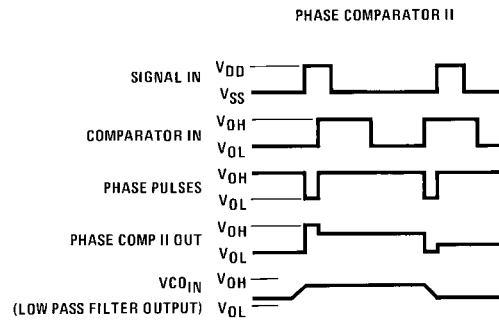 PHASE COMPARATOR II
SIGNAL IN
VDD
VSS
COMPARATOR IN
VOH
VOL
PHASE PULSES
VOH
VOL
PHASE COMP II OUT
VOH
VOL
VCOIN
(LOW PASS FILTER OUTPUT)
VOH
VOL